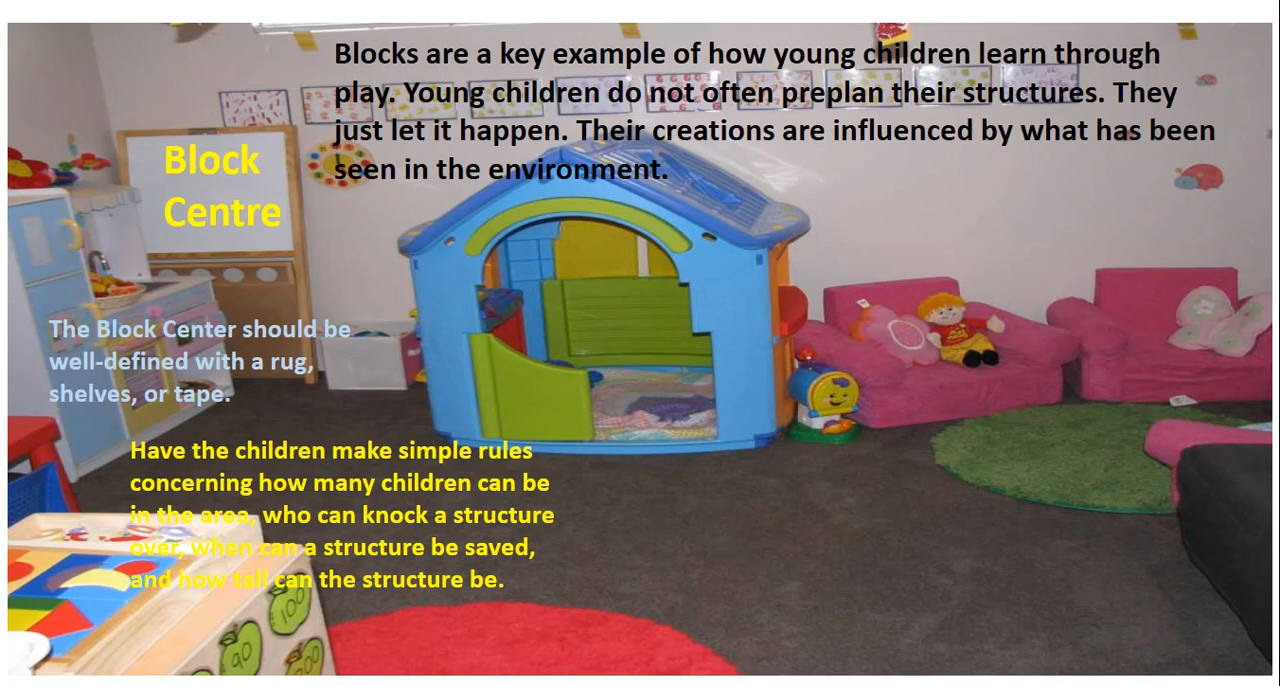 Blocks are a key example of how young children learn through
play. Young children do not often preplan their structures. They
just let it happen. Their creations are influenced by what has been
seen in the environment.
Block
Centre
The Block Center should be
well-defined with a rug,
shelves, or tape.
Have the children make simple rules
concerning how many children can be
in the area, who can knock a structure
over, when can a structure be saved,
and how tall can the structure be.
100
90